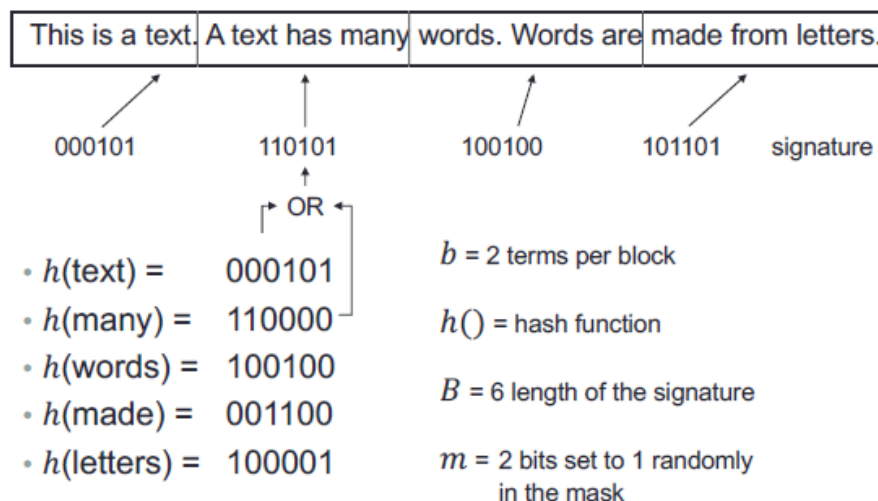 This is a text. A text has many words. Words are made from letters.
000101 110101 100100 101101 signature
OR
• h(text) = 000101
• h(many) = 110000
• h(words) = 100100
• h(made) = 001100
• h(letters) = 100001
b = 2 terms per block
h() = hash function
B = 6 length of the signature
m = 2 bits set to 1 randomly
in the mask